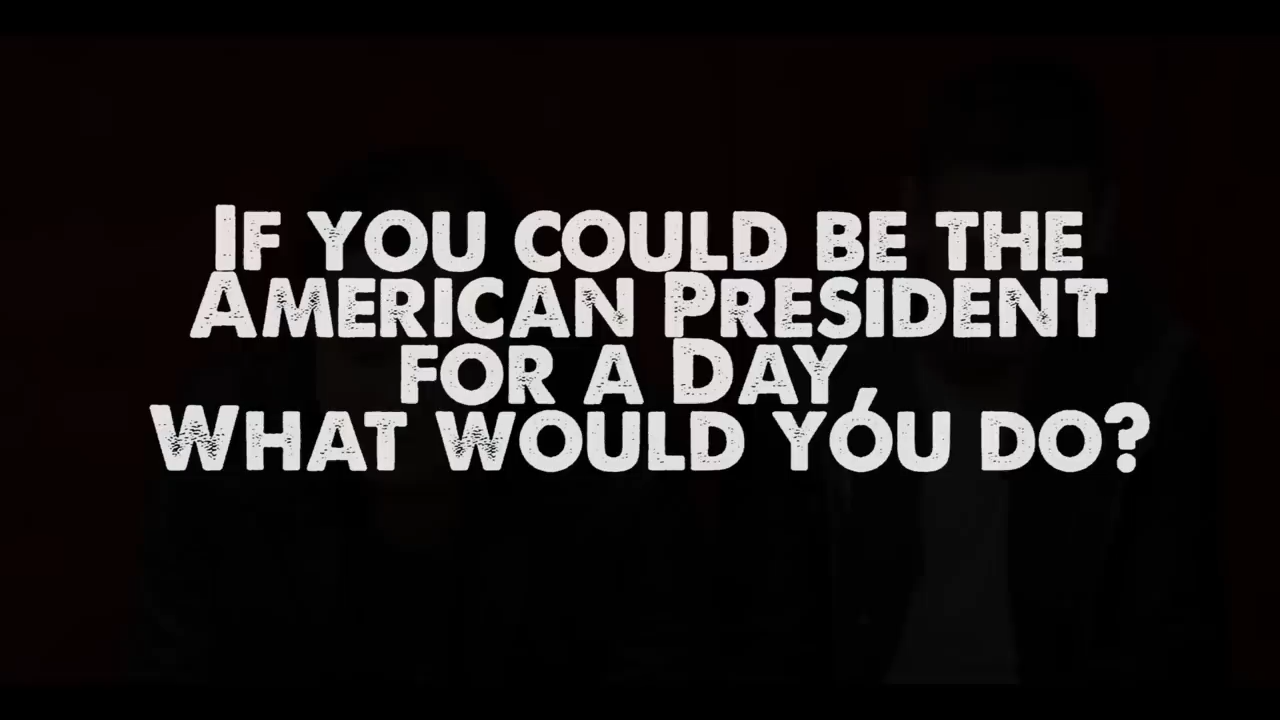 If you could be the
American President
for a Day,
What would you do?